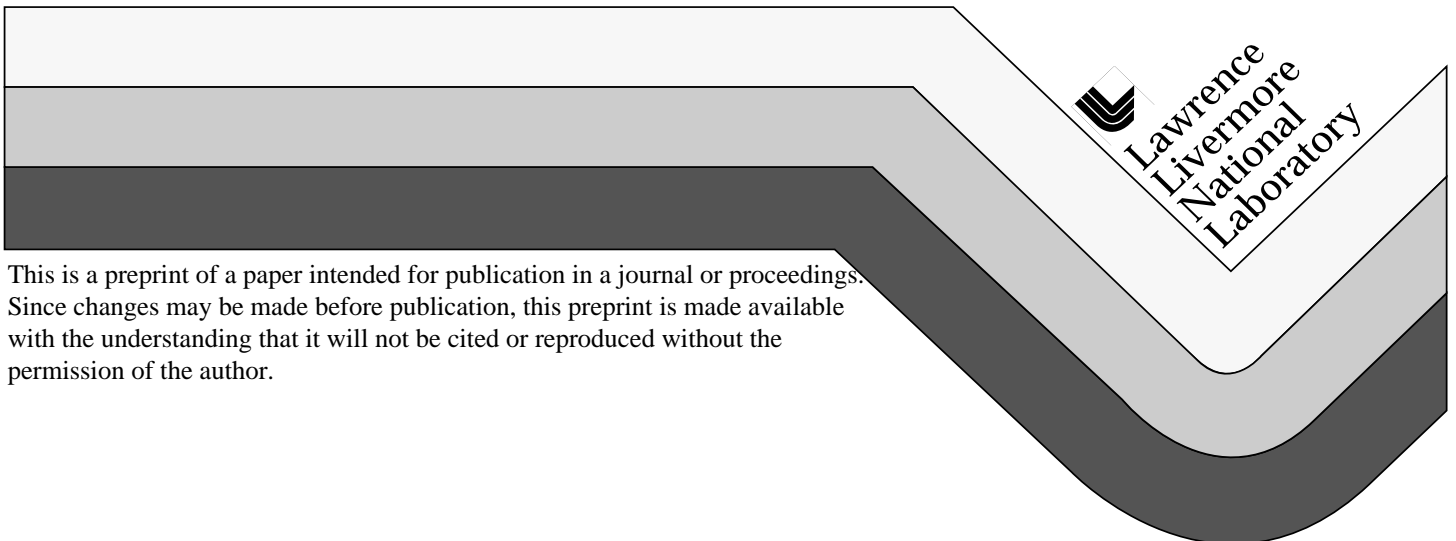 Lawrence
Livermore
National
Laboratory
This is a preprint of a paper intended for publication in a journal or proceedings.
Since changes may be made before publication, this preprint is made available
with the understanding that it will not be cited or reproduced without the
permission of the author.